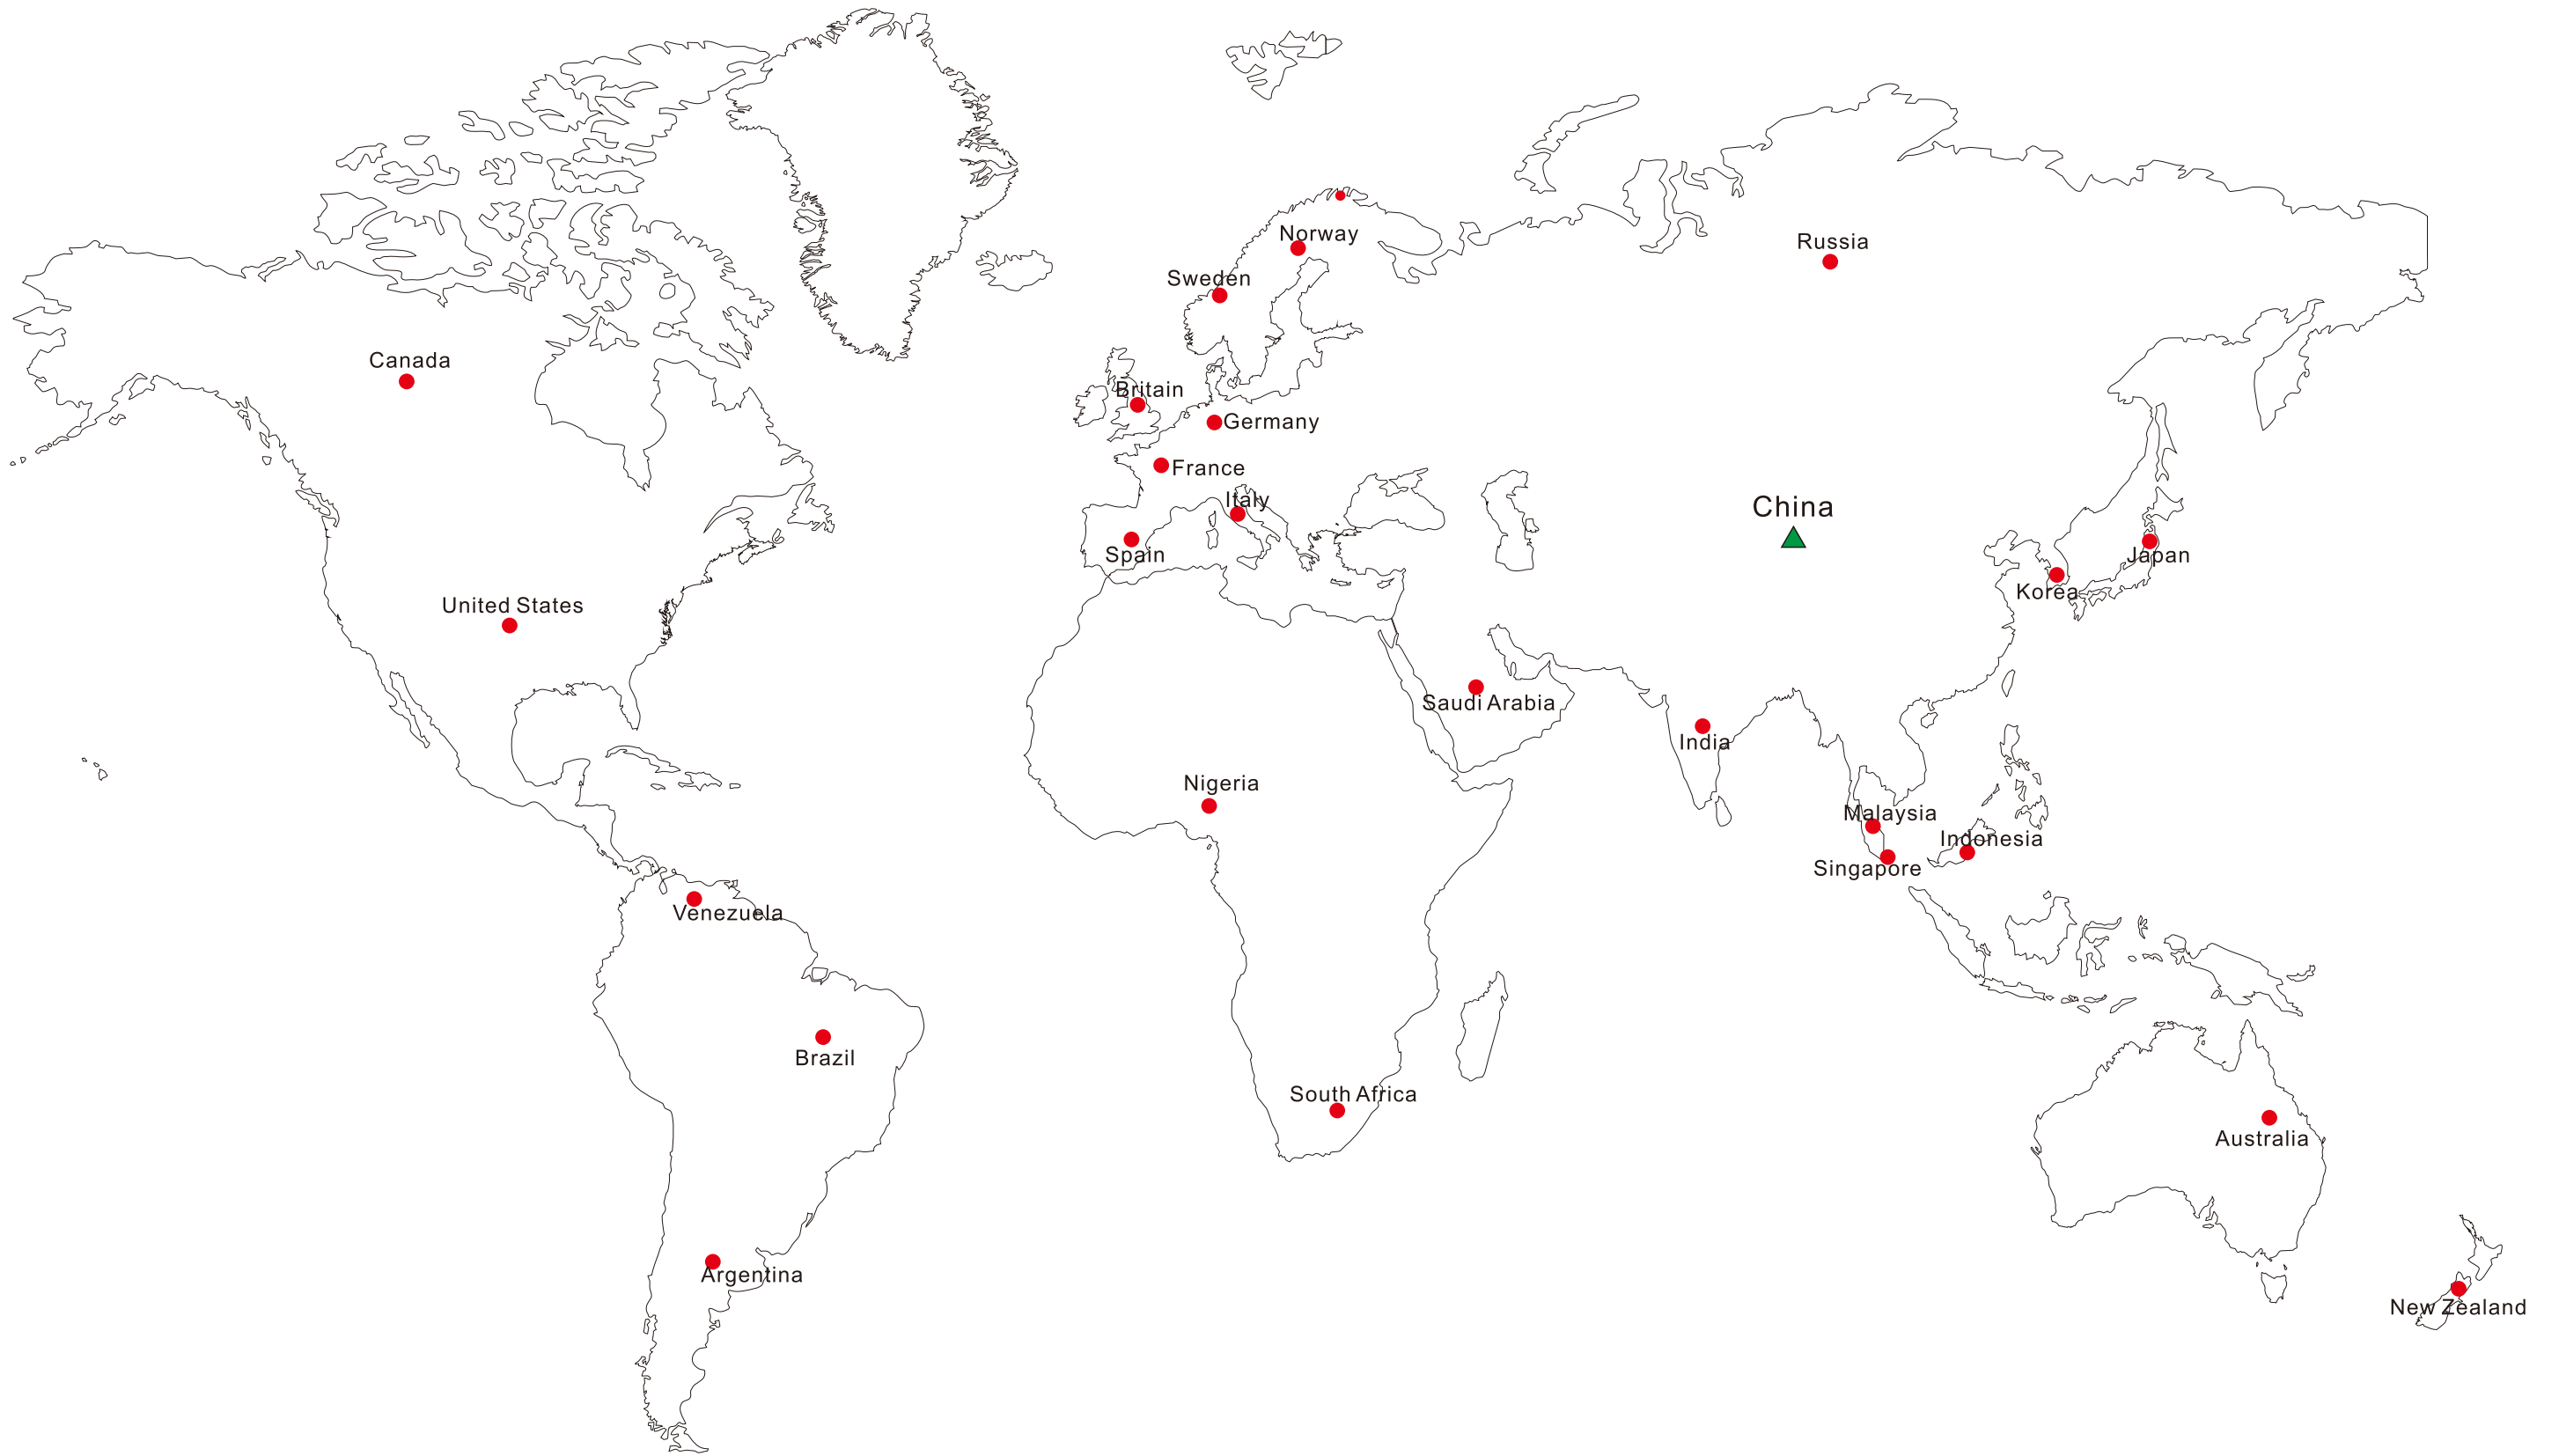 Norway
Russia
Sweden
Canada
Britain
Germany
France
Italy
China
Spain
Japan
Korea
United States
Saudi Arabia
India
Nigeria
Malaysia
Indonesia
Singapore
Venezuela
Brazil
South Africa
Australia
Argentina
New Zealand